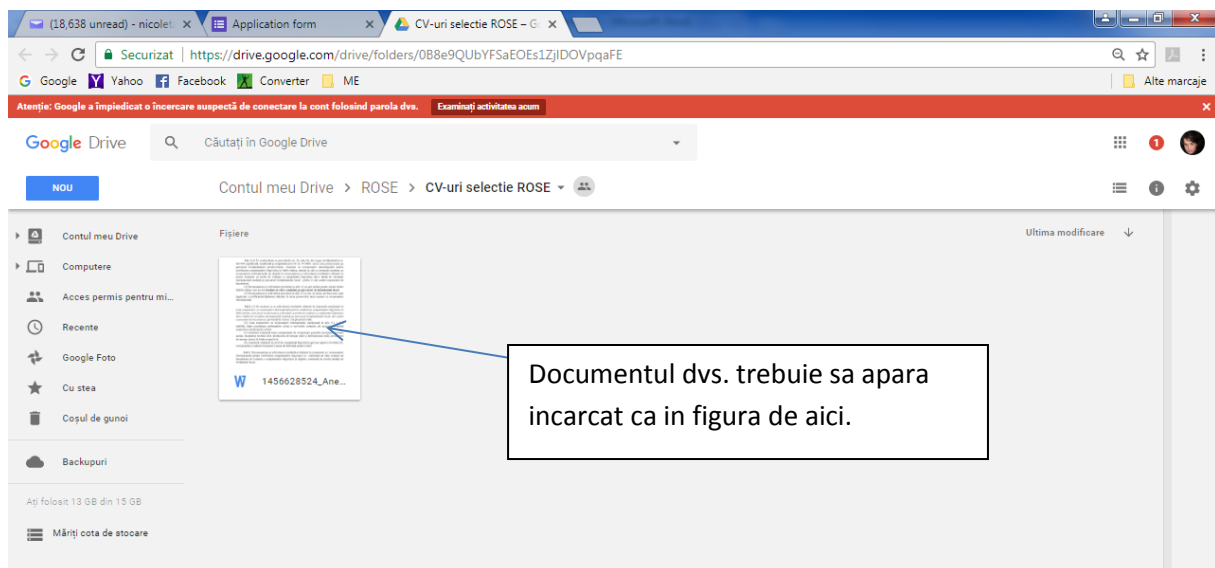 (18,638 unread) - nicolet
Application form
CV-uri selectie ROSE – G
Securizat | https://drive.google.com/drive/folders/0B8e9QUbYFSaEOEs1ZjlDOVpqaFE
Google Yahoo Facebook Converter ME Alte marcaje
Atenție: Google a împiedicat o încercare suspectă de conectare la cont folosind parola dvs. Examinați activitatea acum
Google Drive Căutați în Google Drive 1
NOU Contul meu Drive > ROSE > CV-uri selectie ROSE
Contul meu Drive
Fișiere Ultima modificare
Computere
Acces permis pentru mi...
Recente
Google Foto
Cu stea
Coșul de gunoi
Backupuri
Ați folosit 13 GB din 15 GB
Măriți cota de stocare
W 1456628524_Ane...
Documentul dvs. trebuie sa apara
incarcat ca in figura de aici.